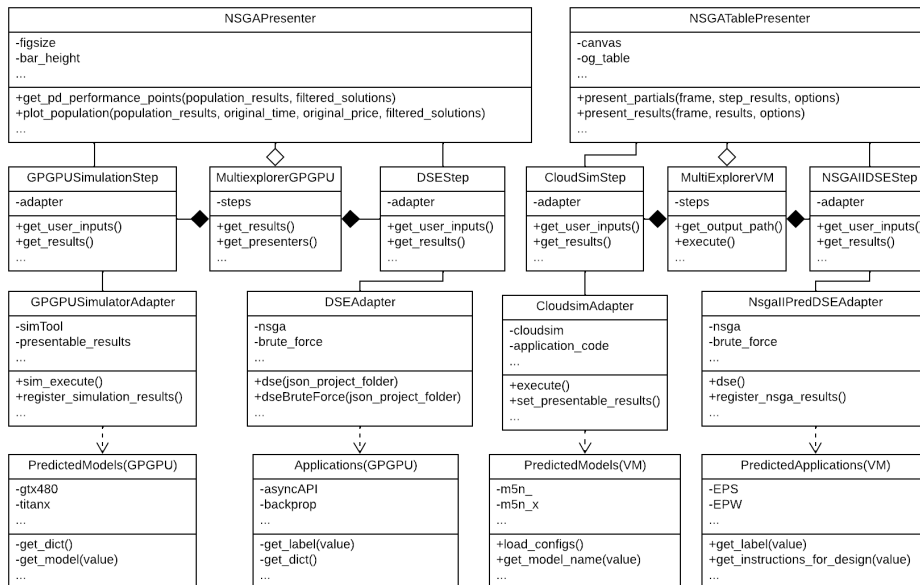 NSGAPresenter
-figsize
-bar_height
...
+get_pd_performance_points(population_results, filtered_solutions)
+plot_population(population_results, original_time, original_price, filtered_solutions)
...
NSGATablePresenter
-canvas
-og_table
...
+present_partials(frame, step_results, options)
+present_results(frame, results, options)
...
GPGPUSimulationStep
-adapter
+get_user_inputs()
+get_results()
...
MultiexplorerGPGPU
-steps
+get_results()
+get_presenters()
...
DSEStep
-adapter
+get_user_inputs()
+get_results()
...
CloudSimStep
-adapter
+get_user_inputs()
+get_results()
...
MultiExplorerVM
-steps
+get_output_path()
+execute()
...
NSGAIIDSEStep
-adapter
+get_user_inputs()
+get_results()
...
GPGPUSimulatorAdapter
-simTool
-presentable_results
...
+sim_execute()
+register_simulation_results()
...
DSEAdapter
-nsga
-brute_force
...
+dse(json_project_folder)
+dseBruteForce(json_project_folder)
...
CloudsimAdapter
-cloudsim
-application_code
...
+execute()
+set_presentable_results()
...
NsgaIIPredDSEAdapter
-nsga
-brute_force
...
+dse()
+register_nsga_results()
...
PredictedModels(GPGPU)
-gtx480
-titanx
...
-get_dict()
-get_model(value)
...
Applications(GPGPU)
-asyncAPI
-backprop
...
-get_label(value)
-get_dict()
...
PredictedModels(VM)
-m5n_
-m5n_x
...
+load_configs()
+get_model_name(value)
...
PredictedApplications(VM)
-EPS
-EPW
...
+get_label(value)
+get_instructions_for_design(value)
...